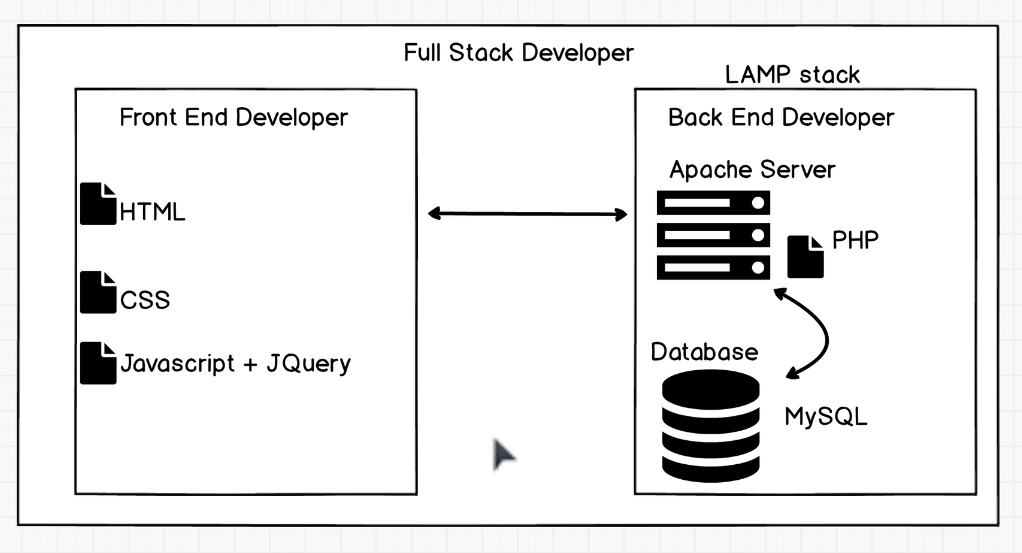 Full Stack Developer
LAMP stack
Front End Developer
HTML
CSS
Javascript + JQuery
Back End Developer
Apache Server
PHP
Database
MySQL